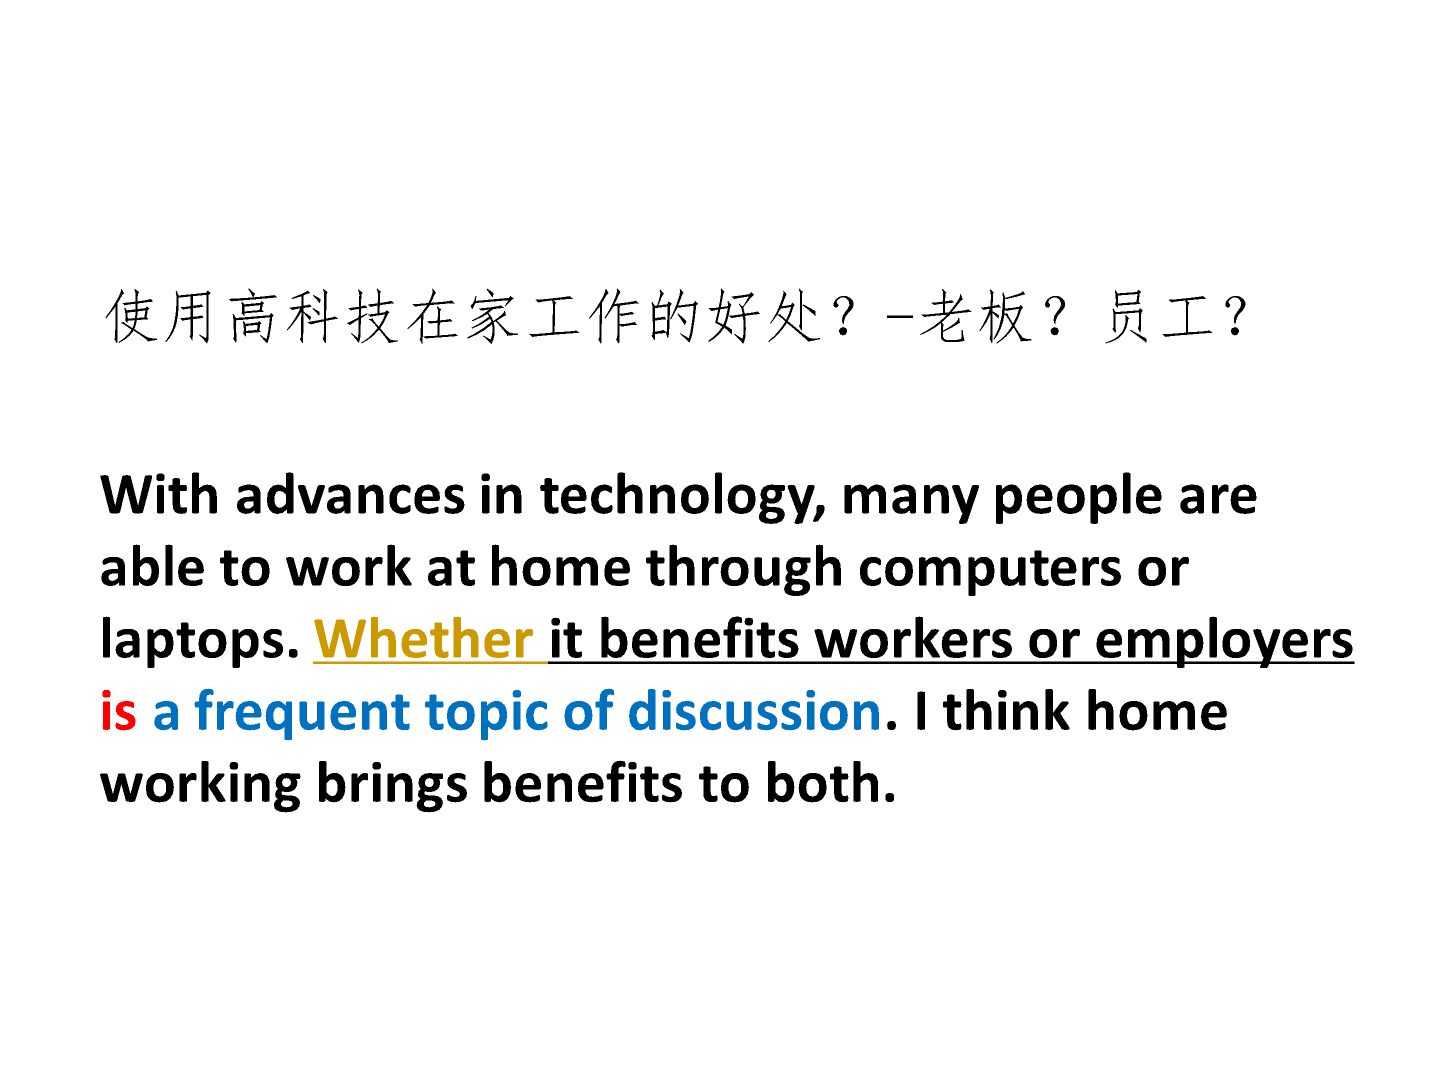 使用高科技在家工作的好处？-老板？员工？
With advances in technology, many people are
able to work at home through computers or
laptops. Whether it benefits workers or employers
is a frequent topic of discussion. I think home
working brings benefits to both.